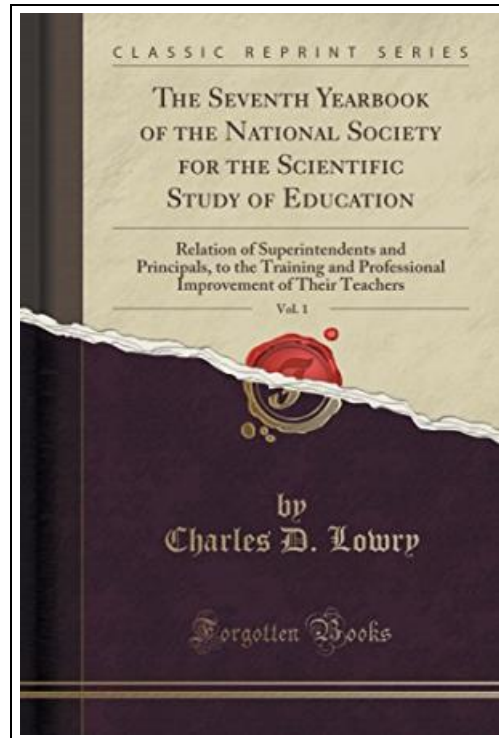 CLASSIC REPRINT SERIES
THE SEVENTH YEARBOOK
OF THE NATIONAL SOCIETY
FOR THE SCIENTIFIC
STUDY OF EDUCATION
Relation of Superintendents and
Principals, to the Training and Professional
Improvement of Their Teachers
Vol. 1
by
Charles D. Lowry
Forgotten Books